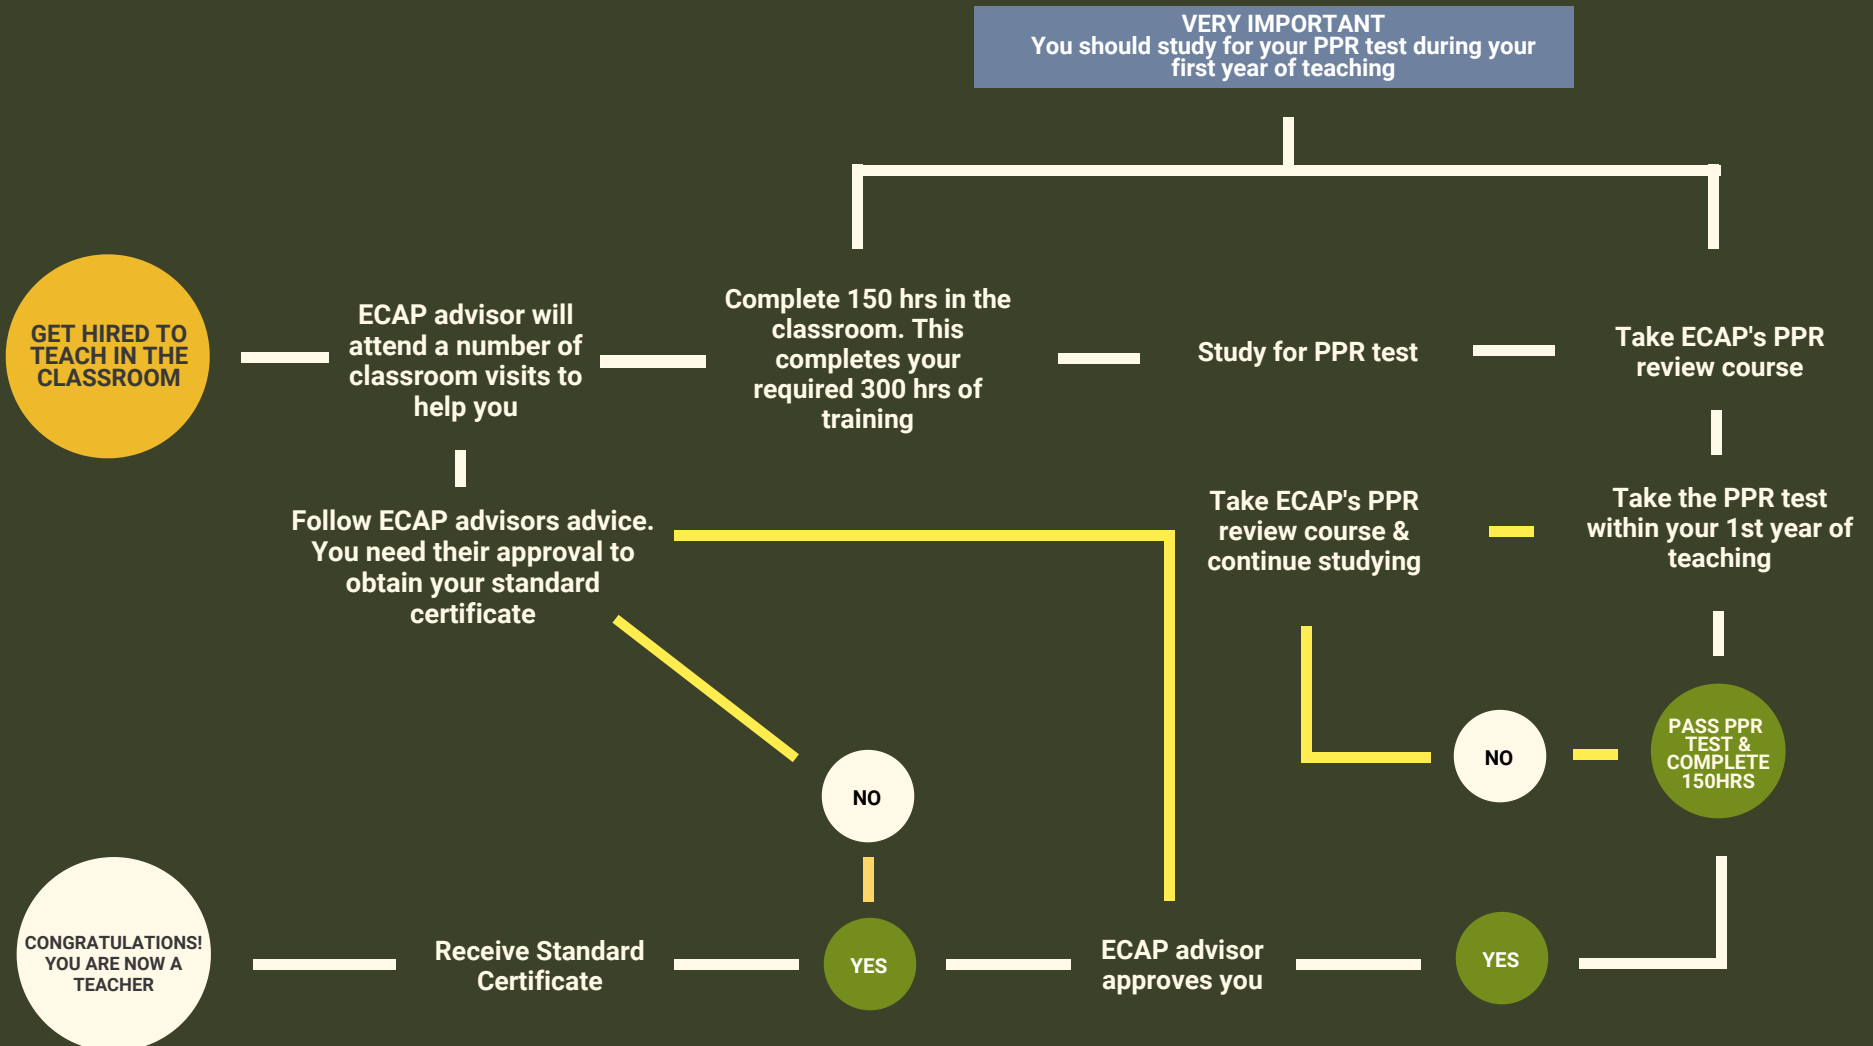 VERY IMPORTANT
You should study for your PPR test during your
first year of teaching
GET HIRED TO
TEACH IN THE
CLASSROOM
ECAP advisor will
attend a number of
classroom visits to
help you
Complete 150 hrs in the
classroom. This
completes your
required 300 hrs of
training
Study for PPR test
Take ECAP's PPR
review course
Follow ECAP advisors advice.
You need their approval to
obtain your standard
certificate
Take ECAP's PPR
review course &
continue studying
Take the PPR test
within your 1st year of
teaching
NO
NO
PASS PPR
TEST &
COMPLETE
150HRS
CONGRATULATIONS!
YOU ARE NOW A
TEACHER
Receive Standard
Certificate
YES
ECAP advisor
approves you
YES